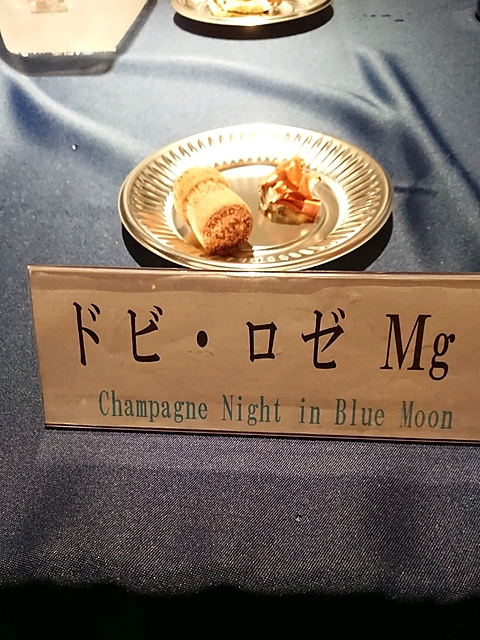 ドビ・ロゼ Mg
Champagne Night in Blue Moon